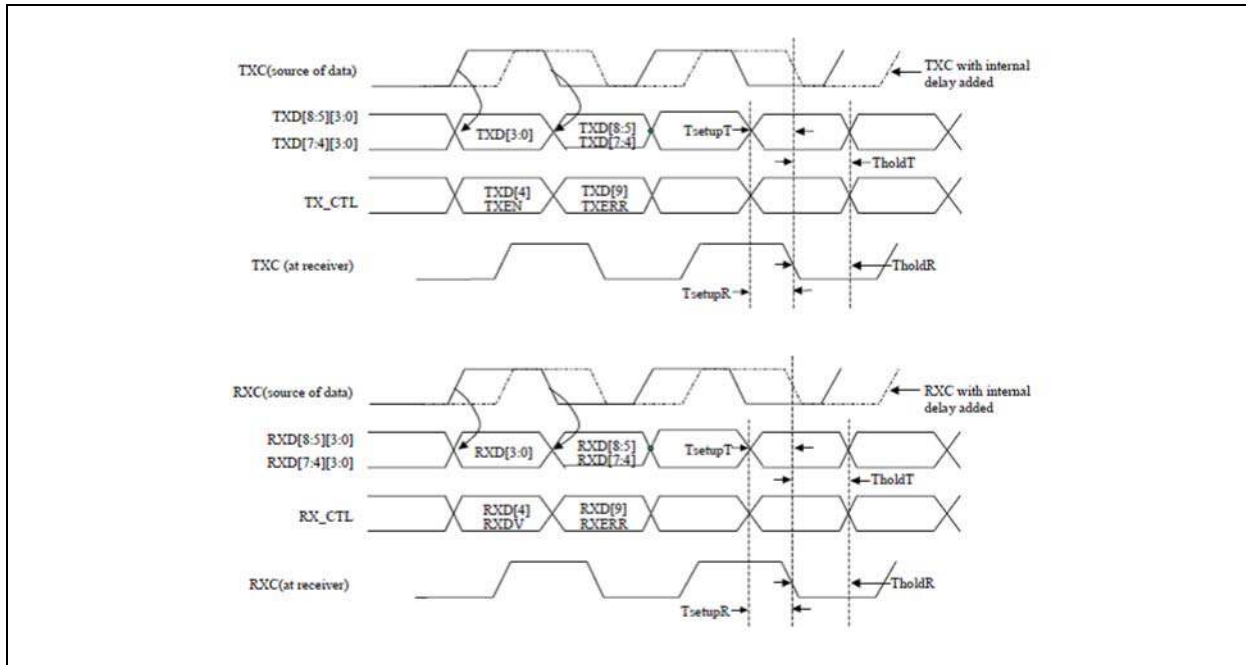 TXC(source of data)
TXC with internal
delay added
TXD[8:5][3:0]
TXD[7:4][3:0]
TXD[3:0]
TXD[8:5]
TXD[7:4]
TsetupT
TholdT
TX_CTL
TXD[4]
TXEN
TXD[9]
TXERR
TXC (at receiver)
TholdR
TsetupR
RXC(source of data)
RXC with internal
delay added
RXD[8:5][3:0]
RXD[7:4][3:0]
RXD[3:0]
RXD[8:5]
RXD[7:4]
TsetupT
TholdT
RX_CTL
RXD[4]
RXDV
RXD[9]
RXERR
RXC(at receiver)
TholdR
TsetupR